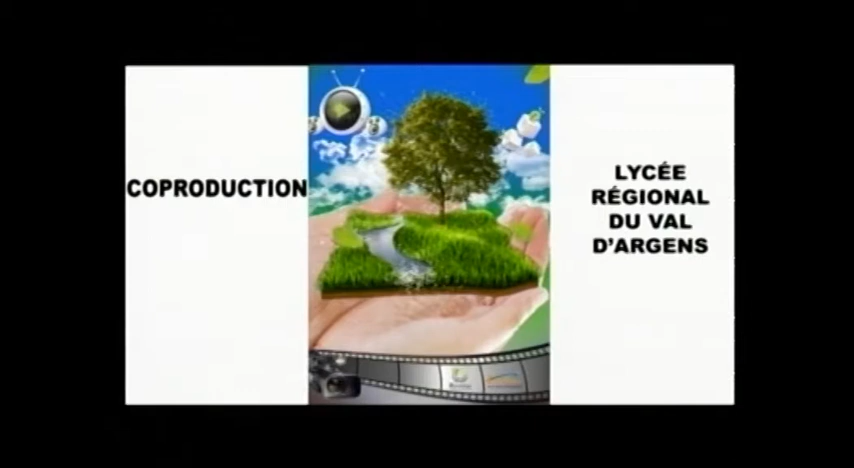 COPRODUCTION
LYCÉE
RÉGIONAL
DU VAL
D'ARGENS